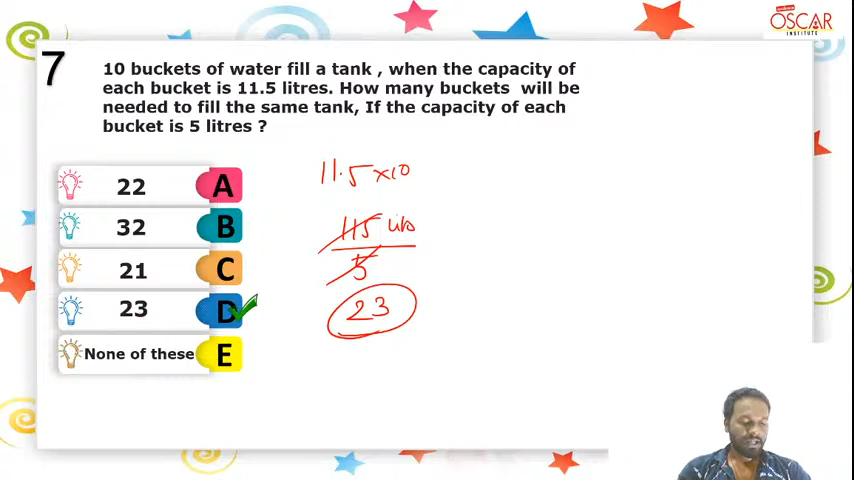 OSCAR
INSTITUTE
7
10 buckets of water fill a tank , when the capacity of
each bucket is 11.5 litres. How many buckets will be
needed to fill the same tank, If the capacity of each
bucket is 5 litres ?
22 A
32 B
21 C
23 D
None of these E
11.5 x10
115
5
23